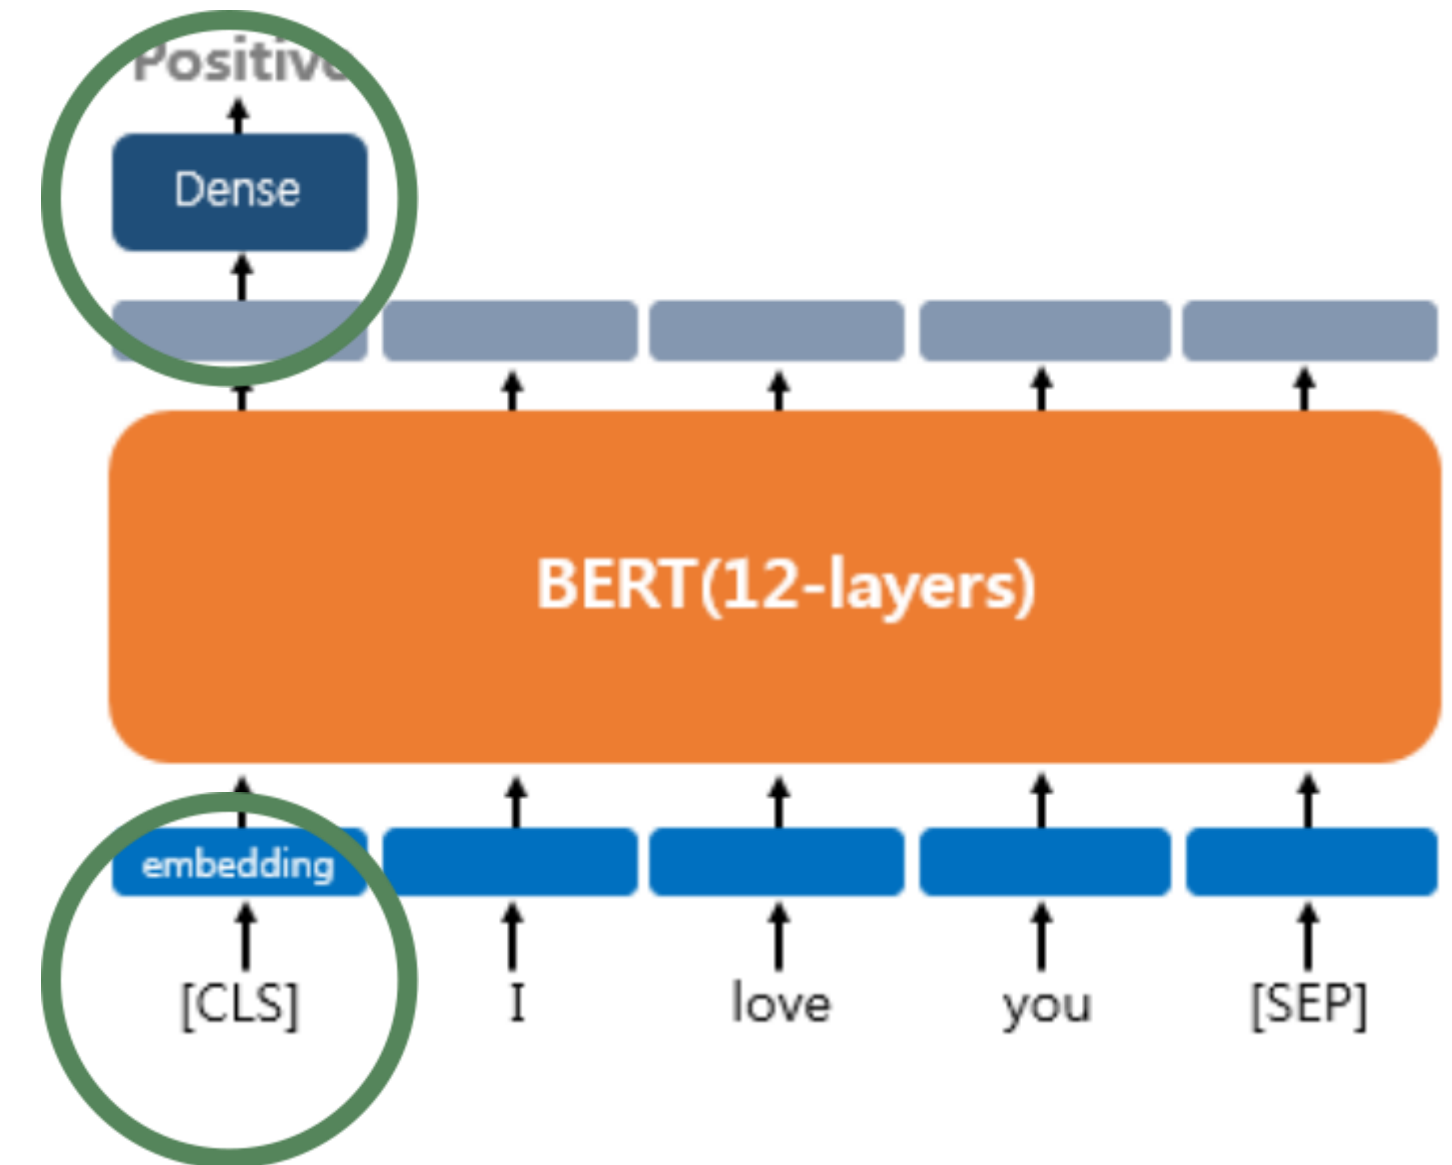 Positive
Dense
BERT(12-layers)
embedding
[CLS] I love you [SEP]